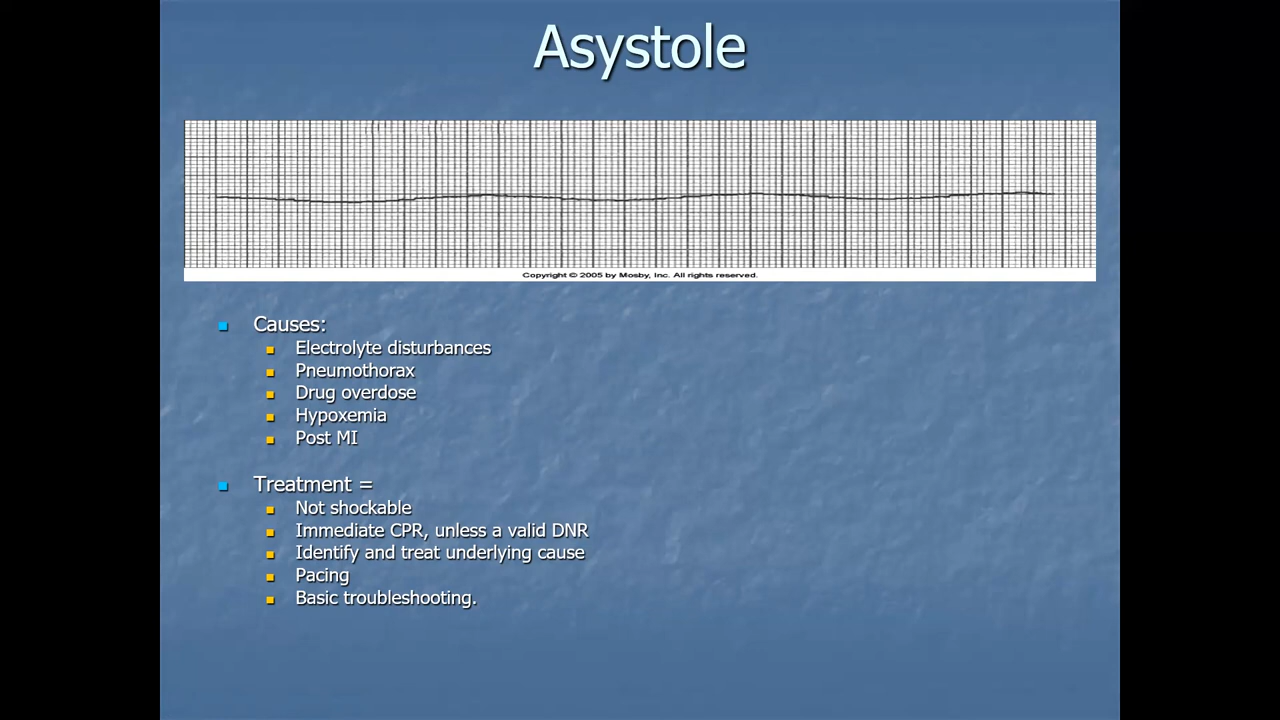 Asystole
Copyright © 2005 by Mosby, Inc. All rights reserved.
Causes:
Electrolyte disturbances
Pneumothorax
Drug overdose
Hypoxemia
Post MI
Treatment =
Not shockable
Immediate CPR, unless a valid DNR
Identify and treat underlying cause
Pacing
Basic troubleshooting.